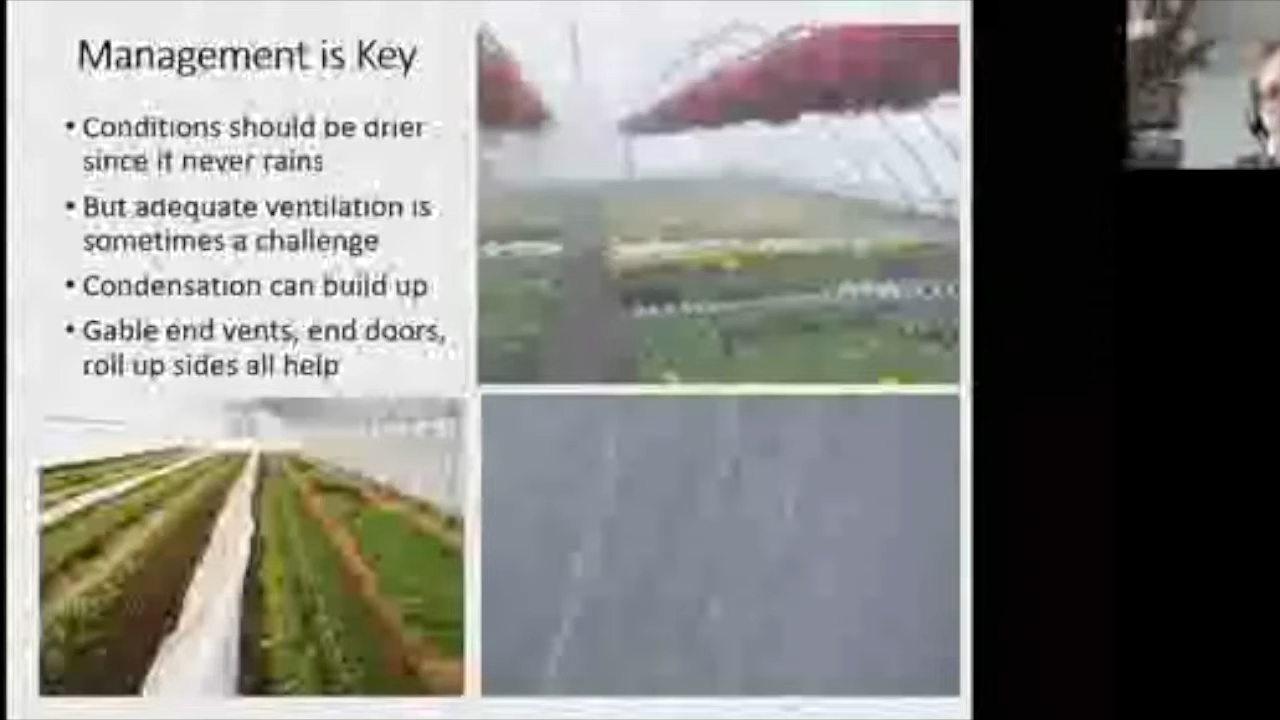 Management is Key
• Conditions should be drier
since it never rains
• But adequate ventilation is
sometimes a challenge
• Condensation can build up
• Gable end vents, end doors,
roll up sides all help